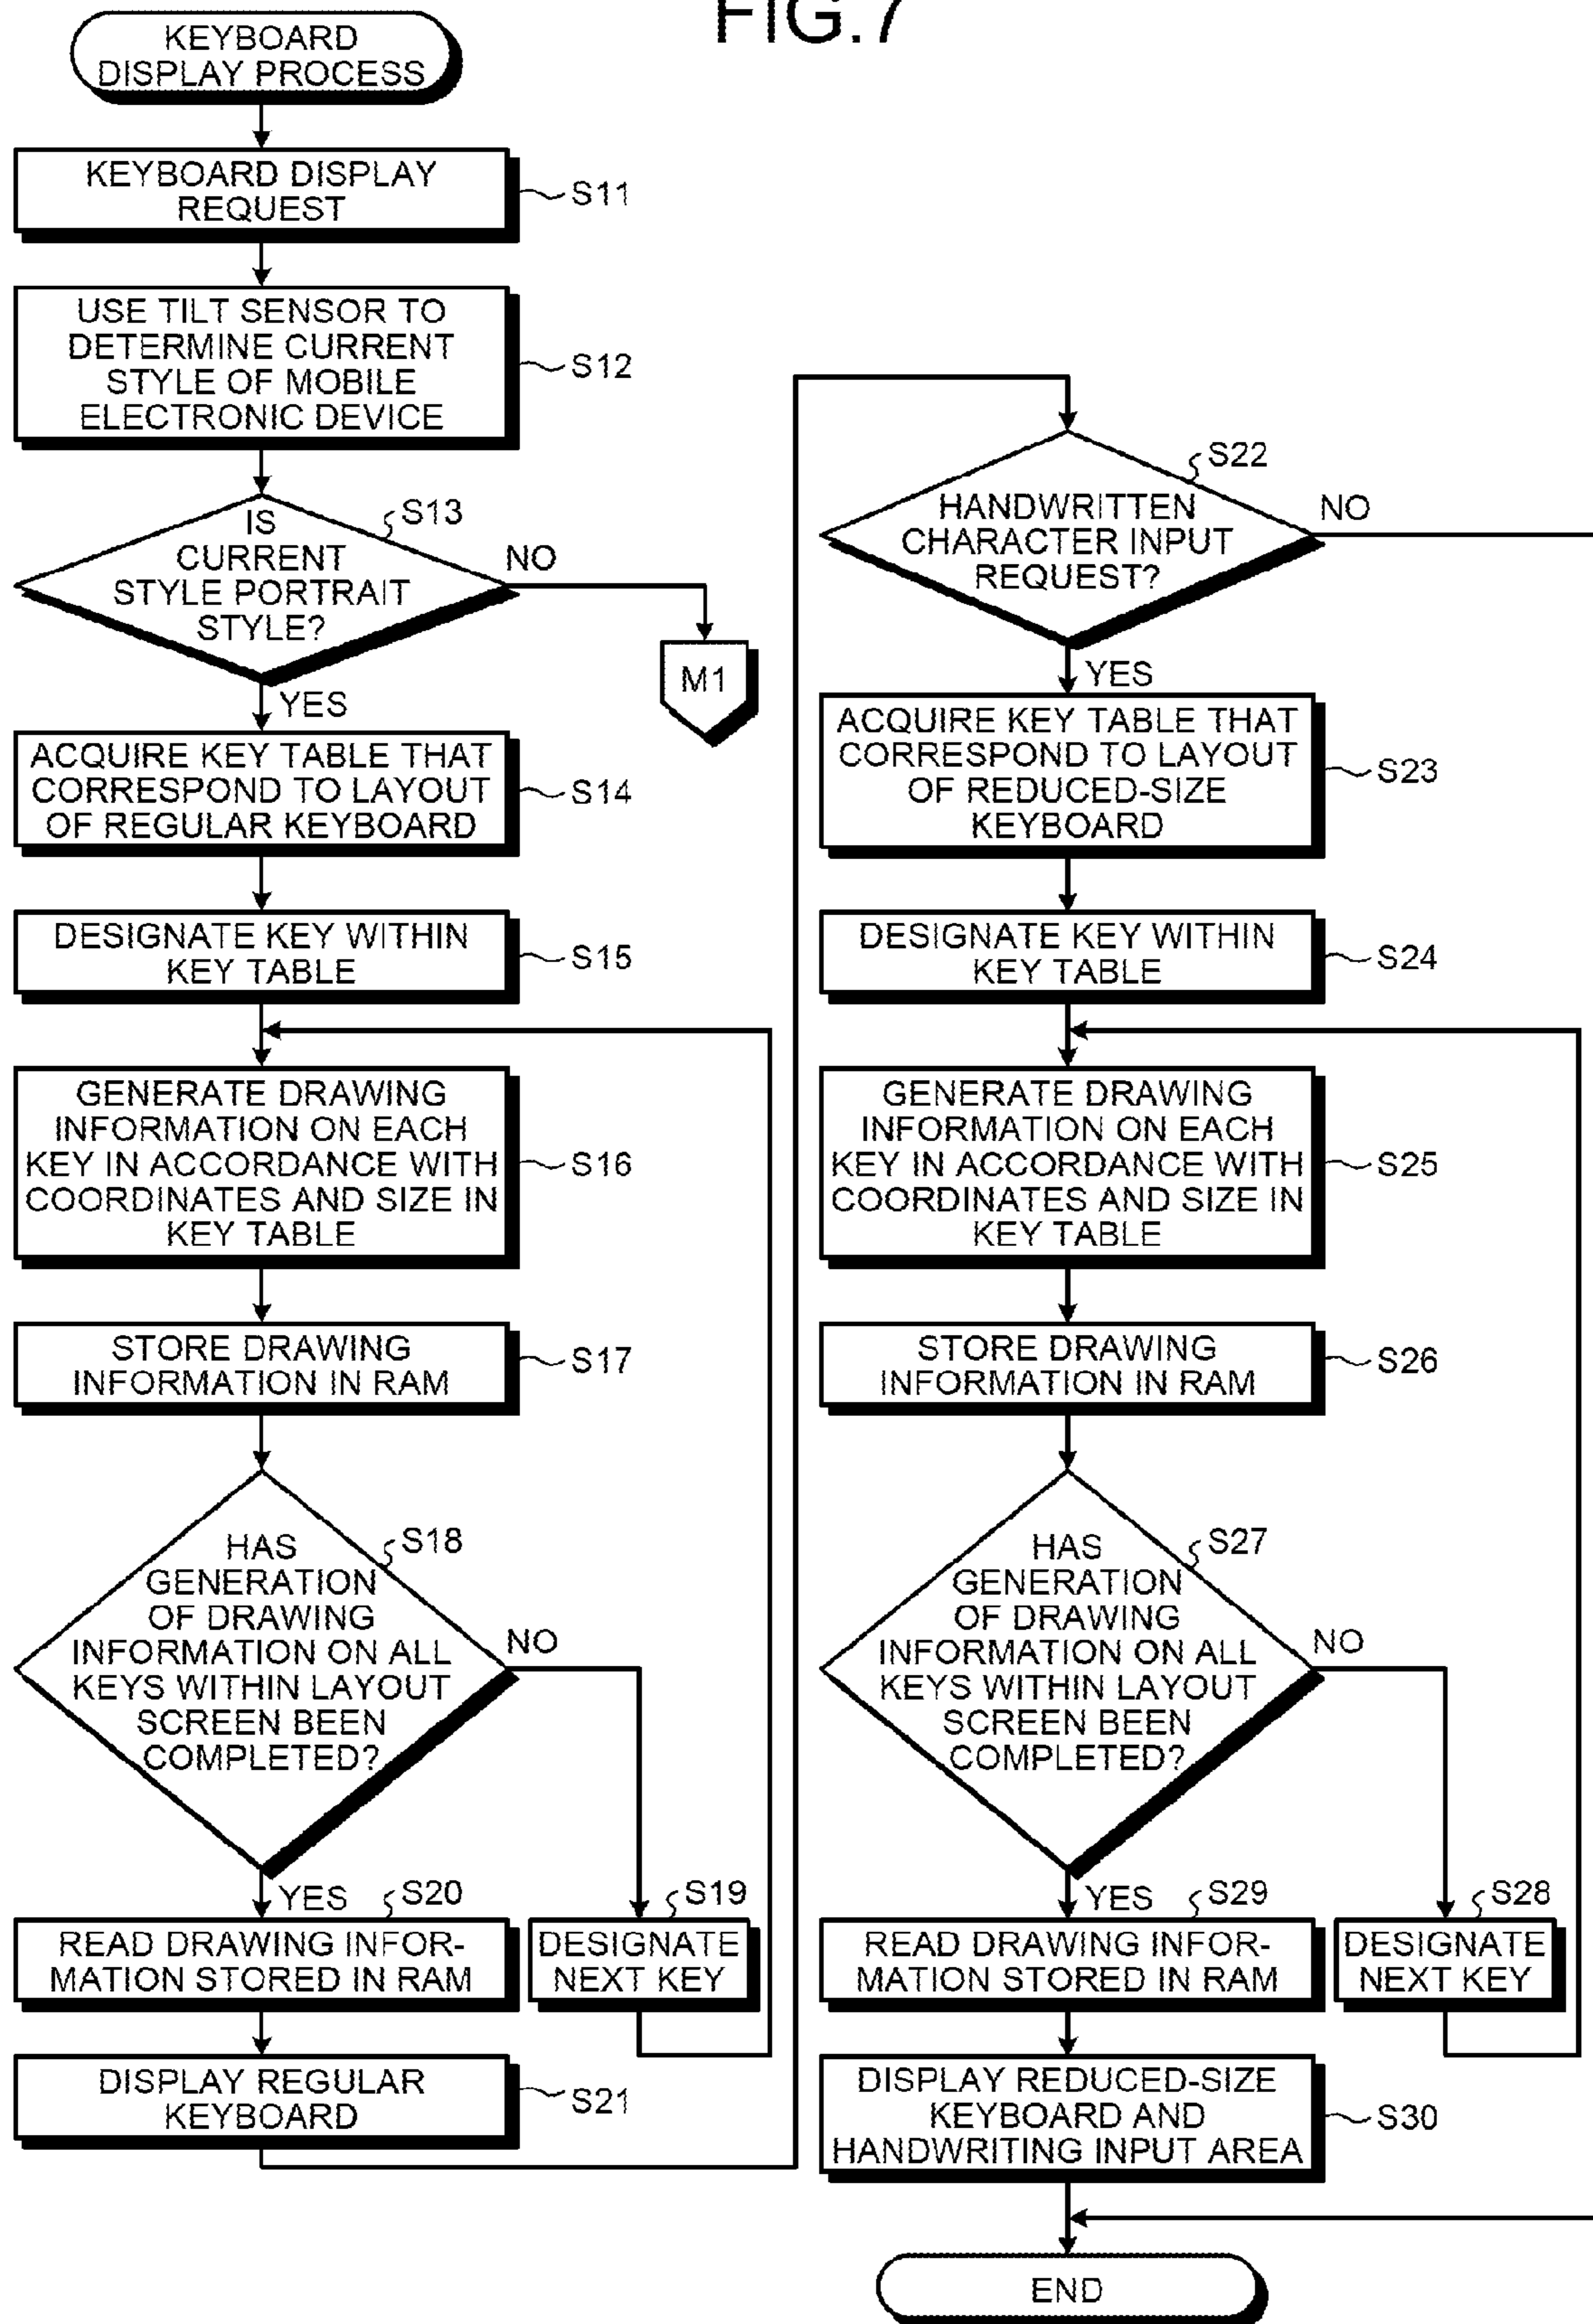 FIG.7
KEYBOARD
DISPLAY PROCESS
KEYBOARD DISPLAY
REQUEST
S11
USE TILT SENSOR TO
DETERMINE CURRENT
STYLE OF MOBILE
ELECTRONIC DEVICE
S12
S13
IS
CURRENT
STYLE PORTRAIT
STYLE?
NO
M1
YES
ACQUIRE KEY TABLE THAT
CORRESPOND TO LAYOUT
OF REGULAR KEYBOARD
S14
DESIGNATE KEY WITHIN
KEY TABLE
S15
GENERATE DRAWING
INFORMATION ON EACH
KEY IN ACCORDANCE WITH
COORDINATES AND SIZE IN
KEY TABLE
S16
STORE DRAWING
INFORMATION IN RAM
S17
S18
HAS
GENERATION
OF DRAWING
INFORMATION ON ALL
KEYS WITHIN LAYOUT
SCREEN BEEN
COMPLETED?
NO
YES
S19
DESIGNATE
NEXT KEY
S20
READ DRAWING INFOR-
MATION STORED IN RAM
DISPLAY REGULAR
KEYBOARD
S21
S22
HANDWRITTEN
CHARACTER INPUT
REQUEST?
NO
YES
ACQUIRE KEY TABLE THAT
CORRESPOND TO LAYOUT
OF REDUCED-SIZE
KEYBOARD
S23
DESIGNATE KEY WITHIN
KEY TABLE
S24
GENERATE DRAWING
INFORMATION ON EACH
KEY IN ACCORDANCE WITH
COORDINATES AND SIZE IN
KEY TABLE
S25
STORE DRAWING
INFORMATION IN RAM
S26
S27
HAS
GENERATION
OF DRAWING
INFORMATION ON ALL
KEYS WITHIN LAYOUT
SCREEN BEEN
COMPLETED?
NO
YES
S28
DESIGNATE
NEXT KEY
S29
READ DRAWING INFOR-
MATION STORED IN RAM
DISPLAY REDUCED-SIZE
KEYBOARD AND
HANDWRITING INPUT AREA
S30
END